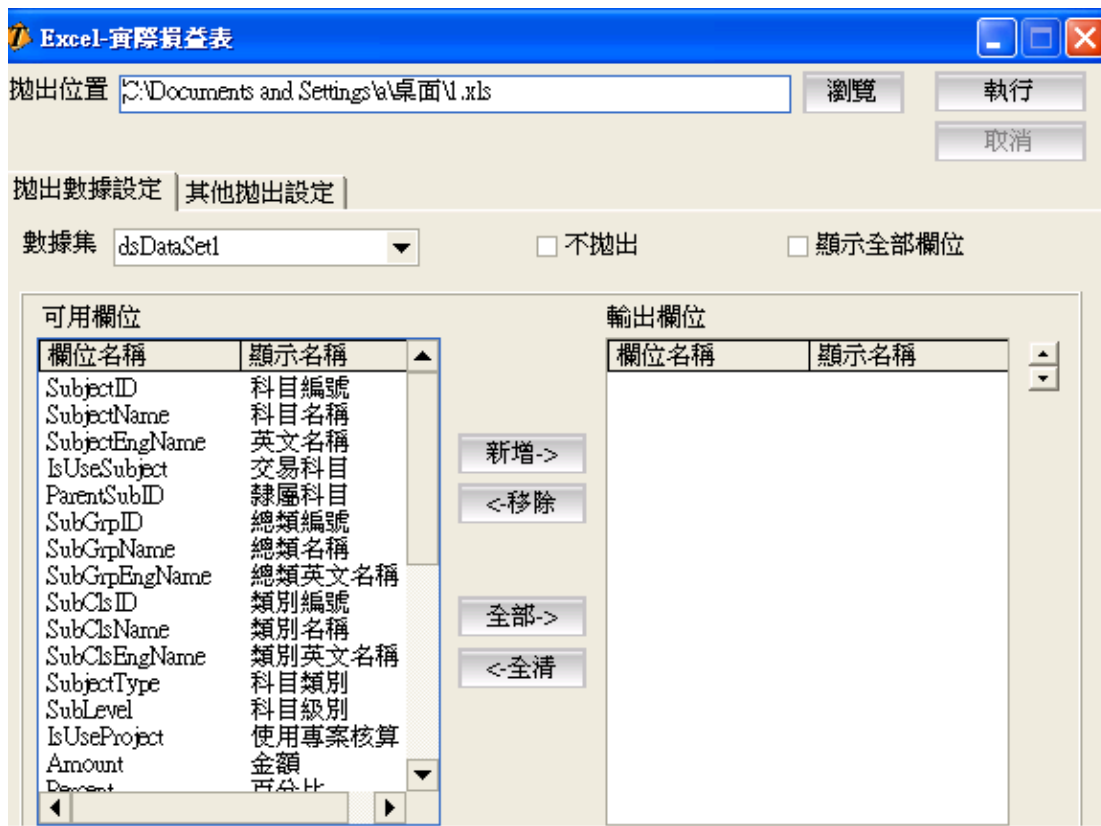 Excel-實際損益表
拋出位置 C:\Documents and Settings\a\桌面\1.xls 瀏覽 執行
取消
拋出數據設定 其他拋出設定
數據集 dsDataSet1 不拋出 顯示全部欄位
可用欄位 輸出欄位
欄位名稱 顯示名稱 欄位名稱 顯示名稱
SubjectID 科目編號
SubjectName 科目名稱
SubjectEngName 英文名稱
IsUseSubject 交易科目
ParentSubID 隸屬科目
SubGrpID 總類編號
SubGrpName 總類名稱
SubGrpEngName 總類英文名稱
SubClsID 類別編號
SubClsName 類別名稱
SubClsEngName 類別英文名稱
SubjectType 科目類別
SubLevel 科目級別
IsUseProject 使用專案核算
Amount 金額
Percent 百分比
新增->
<-移除
全部->
<-全清